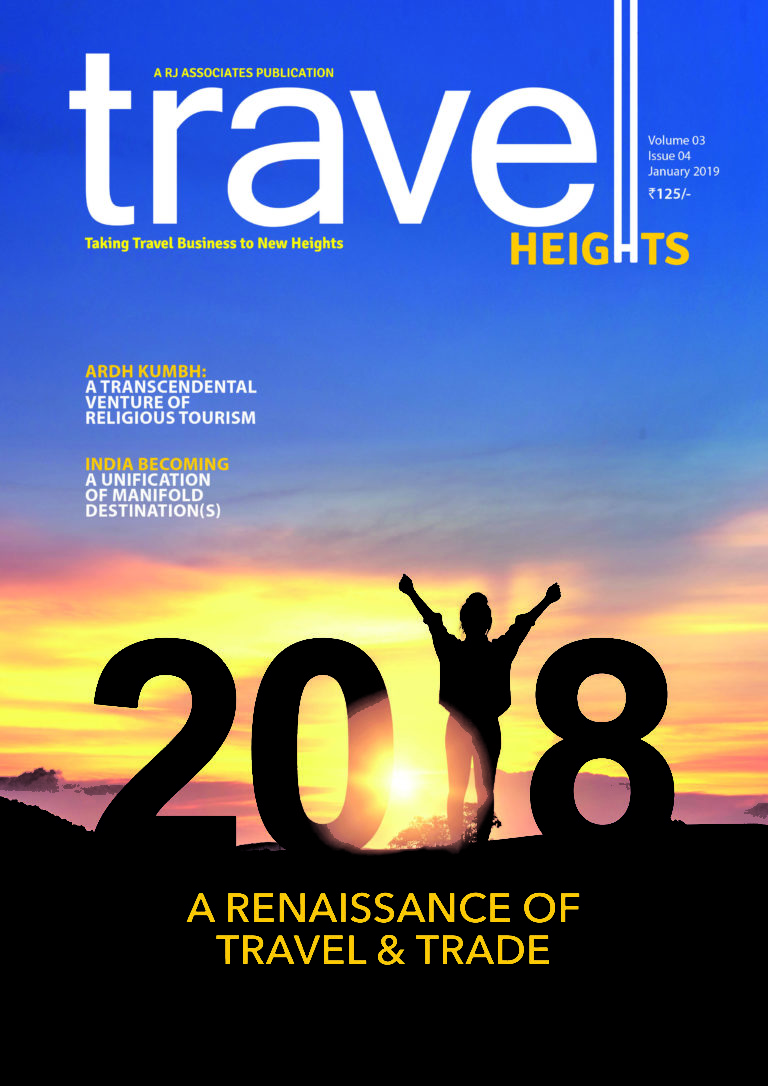 A RJ ASSOCIATES PUBLICATION
travel
Volume 03
Issue 04
January 2019
₹125/-
Taking Travel Business to New Heights
HEIGHTS
ARDH KUMBH:
A TRANSCENDENTAL
VENTURE OF
RELIGIOUS TOURISM
INDIA BECOMING
A UNIFICATION
OF MANIFOLD
DESTINATION(S)
2018
A RENAISSANCE OF
TRAVEL & TRADE